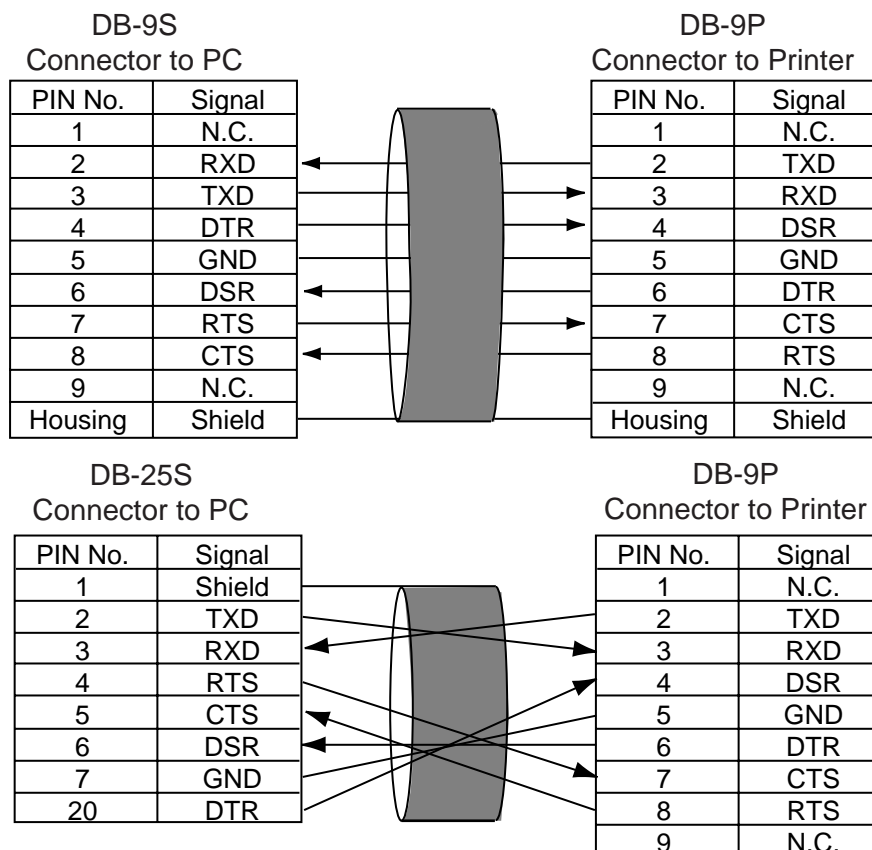 DB-9S
Connector to PC
PIN No. Signal
1 N.C.
2 RXD
3 TXD
4 DTR
5 GND
6 DSR
7 RTS
8 CTS
9 N.C.
Housing Shield
DB-9P
Connector to Printer
PIN No. Signal
1 N.C.
2 TXD
3 RXD
4 DSR
5 GND
6 DTR
7 CTS
8 RTS
9 N.C.
Housing Shield
DB-25S
Connector to PC
PIN No. Signal
1 Shield
2 TXD
3 RXD
4 RTS
5 CTS
6 DSR
7 GND
20 DTR
DB-9P
Connector to Printer
PIN No. Signal
1 N.C.
2 TXD
3 RXD
4 DSR
5 GND
6 DTR
7 CTS
8 RTS
9 N.C.